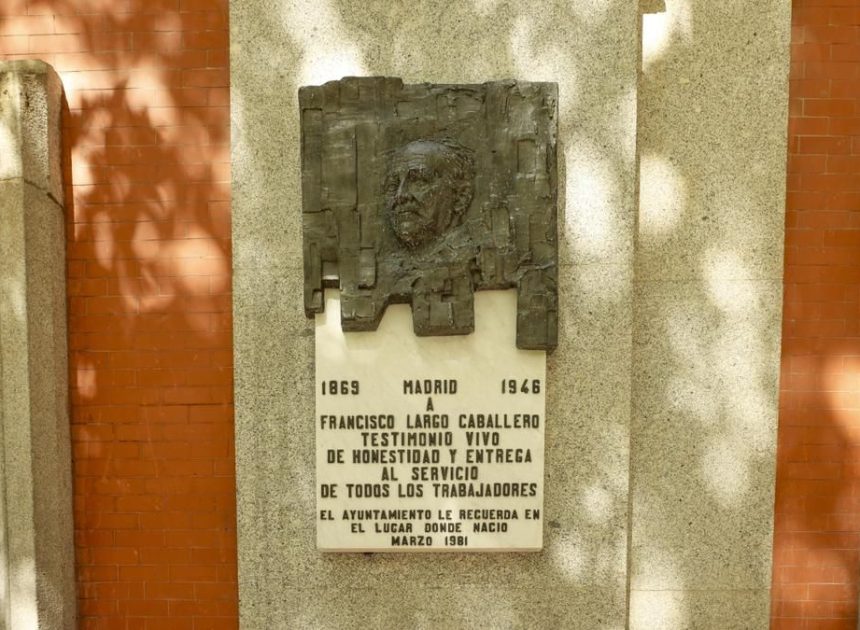 1869 MADRID 1946
A
FRANCISCO LARGO CABALLERO
TESTIMONIO VIVO
DE HONESTIDAD Y ENTREGA
AL SERVICIO
DE TODOS LOS TRABAJADORES
EL AYUNTAMIENTO LE RECUERDA EN
EL LUGAR DONDE NACIO
MARZO 1981